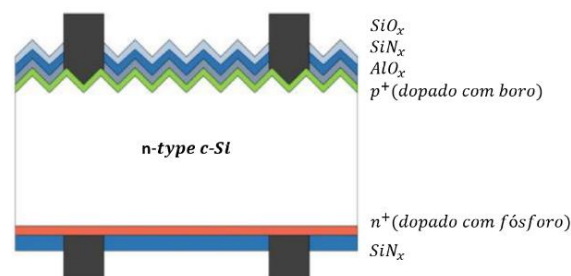 SiOx
SiNx
AlOx
p+(dopado com boro)
n-type c-Si
n+(dopado com fósforo)
SiNx